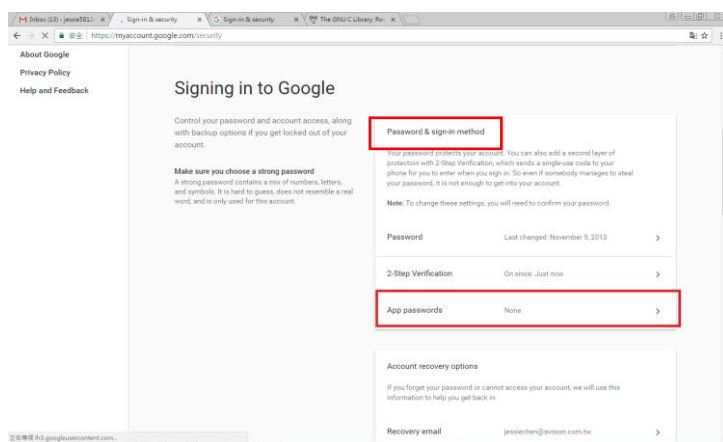 Inbox (13) - jessie5812
Sign-in & security
Sign-in & security
The GNU C Library: Ro
安全
https://myaccount.google.com/security
About Google
Privacy Policy
Help and Feedback
Signing in to Google
Control your password and account access, along
with backup options if you get locked out of your
account.
Make sure you choose a strong password
A strong password contains a mix of numbers, letters,
and symbols. It is hard to guess, does not resemble a real
word, and is only used for this account.
Password & sign-in method
Your password protects your account. You can also add a second layer of
protection with 2-Step Verification, which sends a single-use code to your
phone for you to enter when you sign in. So even if somebody manages to steal
your password, it is not enough to get into your account.
Note: To change these settings, you will need to confirm your password.
Password Last changed: November 5, 2013
2-Step Verification On since: Just now
App passwords None
Account recovery options
If you forget your password or cannot access your account, we will use this
information to help you get back in.
Recovery email jessiechen@avision.com.tw
lh3.googleusercontent.com...